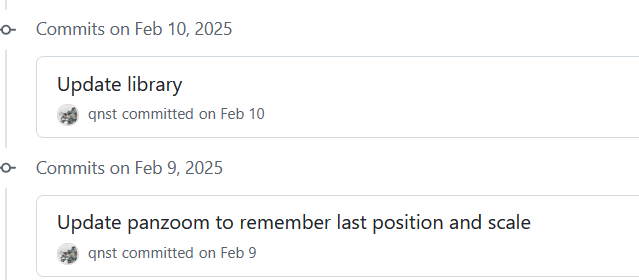 Commits on Feb 10, 2025
Update library
qnst committed on Feb 10
Commits on Feb 9, 2025
Update panzoom to remember last position and scale
qnst committed on Feb 9